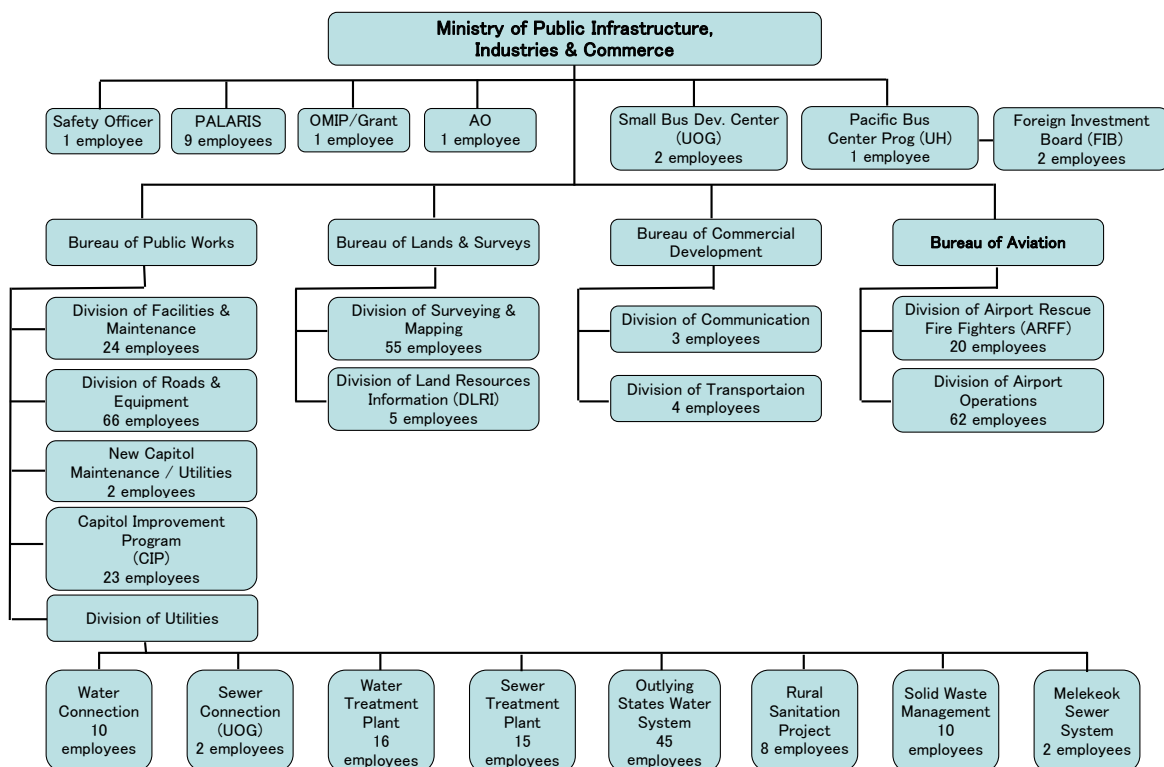 Ministry of Public Infrastructure,
Industries & Commerce
Safety Officer
1 employee
PALARIS
9 employees
OMIP/Grant
1 employee
AO
1 employee
Small Bus Dev. Center
(UOG)
2 employees
Pacific Bus
Center Prog (UH)
1 employee
Foreign Investment
Board (FIB)
2 employees
Bureau of Public Works
Bureau of Lands & Surveys
Bureau of Commercial
Development
Bureau of Aviation
Division of Facilities &
Maintenance
24 employees
Division of Roads &
Equipment
66 employees
New Capitol
Maintenance / Utilities
2 employees
Capitol Improvement
Program
(CIP)
23 employees
Division of Utilities
Division of Surveying &
Mapping
55 employees
Division of Land Resources
Information (DLRI)
5 employees
Division of Communication
3 employees
Division of Transportaion
4 employees
Division of Airport Rescue
Fire Fighters (ARFF)
20 employees
Division of Airport
Operations
62 employees
Water
Connection
10
employees
Sewer
Connection
(UOG)
2 employees
Water
Treatment
Plant
16
employees
Sewer
Treatment
Plant
15
employees
Outlying
States Water
System
45
employees
Rural
Sanitation
Project
8 employees
Solid Waste
Management
10
employees
Melekeok
Sewer
System
2 employees